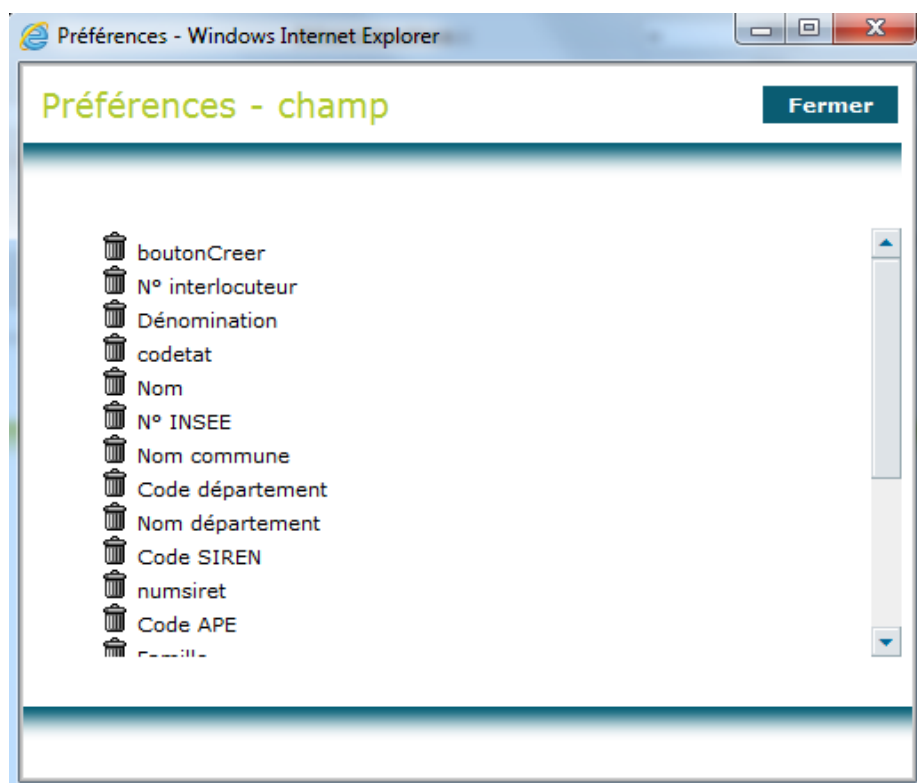 Préférences - Windows Internet Explorer
Préférences - champ
Fermer
boutonCreer
N° interlocuteur
Dénomination
codetat
Nom
N° INSEE
Nom commune
Code département
Nom département
Code SIREN
numsiret
Code APE